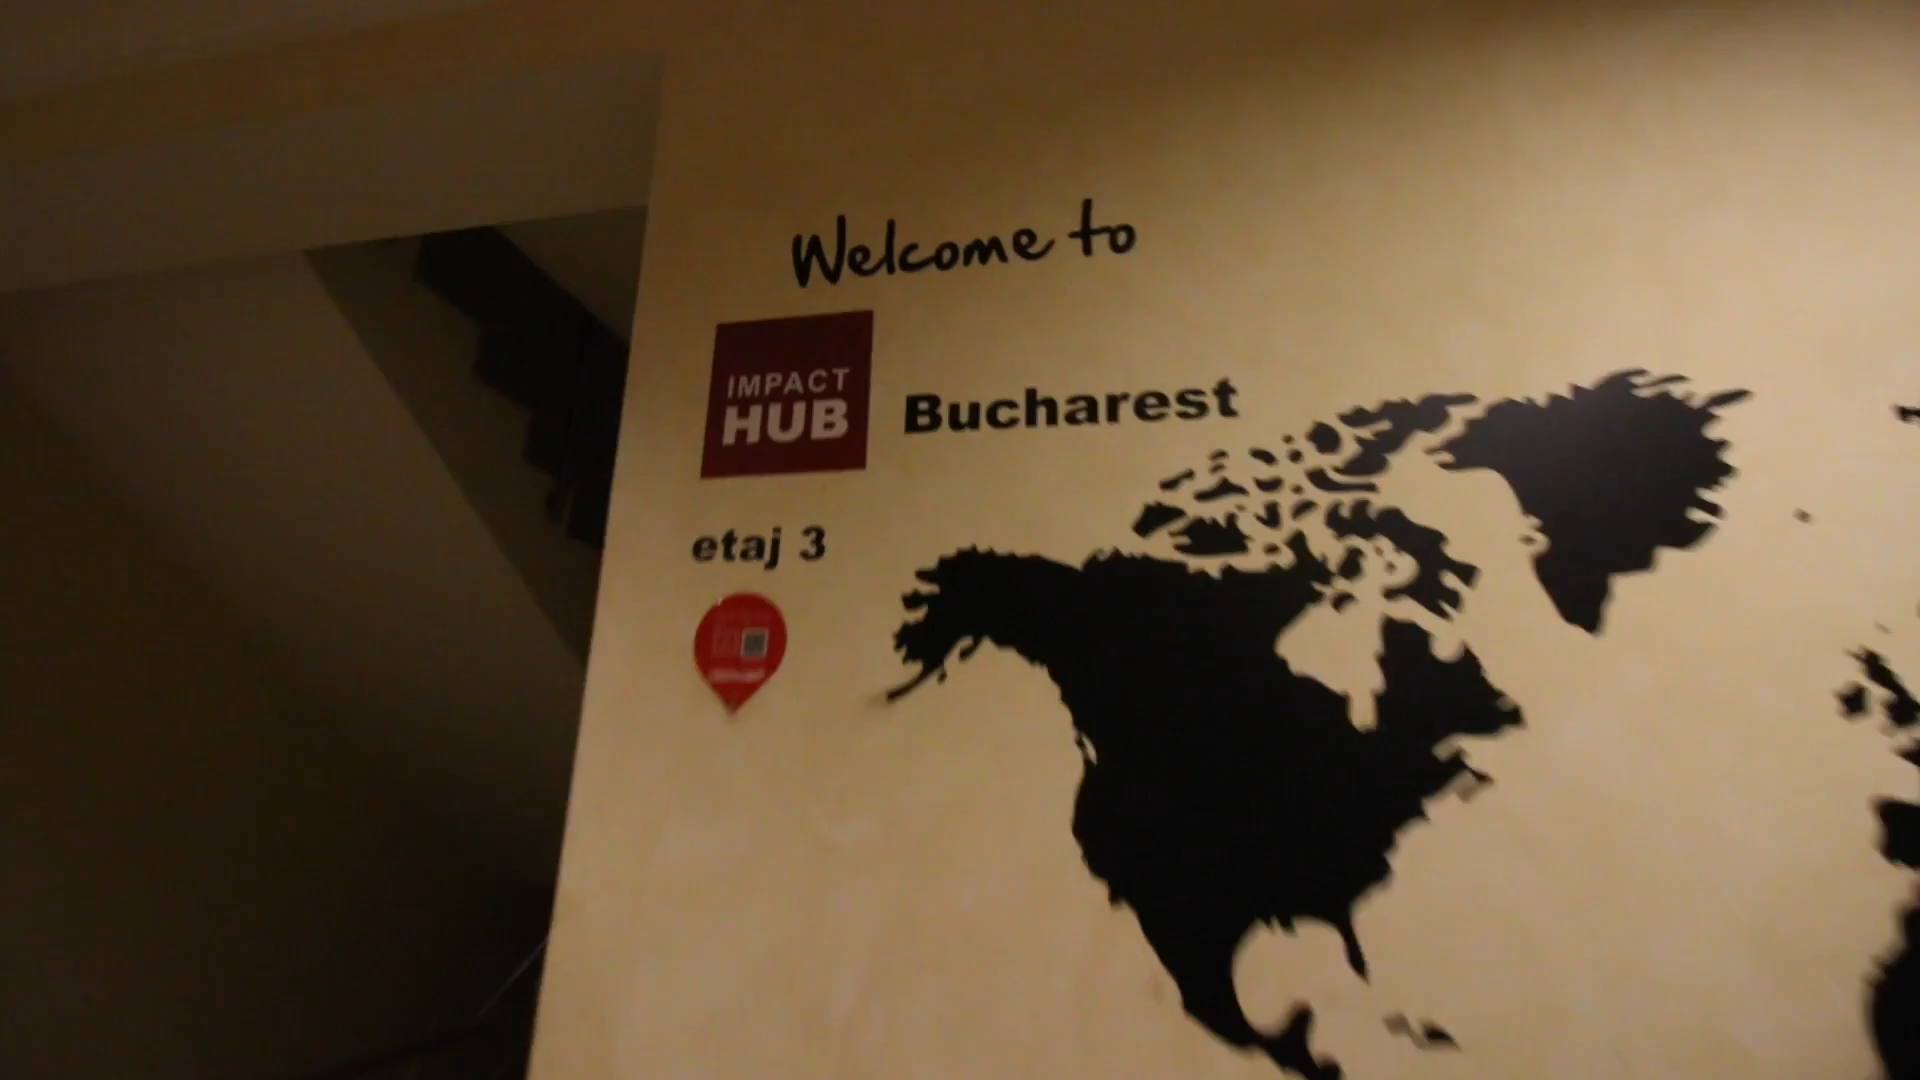 Welcome to
IMPACT
HUB
Bucharest
etaj 3